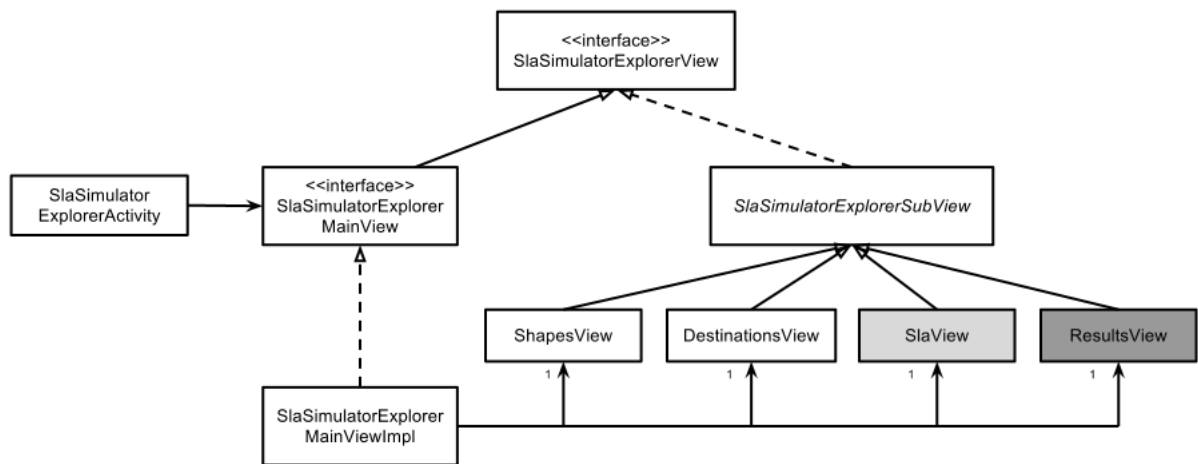 <<interface>>
SlaSimulatorExplorerView
SlaSimulator
ExplorerActivity
<<interface>>
SlaSimulatorExplorer
MainView
SlaSimulatorExplorerSubView
ShapesView
DestinationsView
SlaView
ResultsView
1
1
1
1
SlaSimulatorExplorer
MainViewImpl